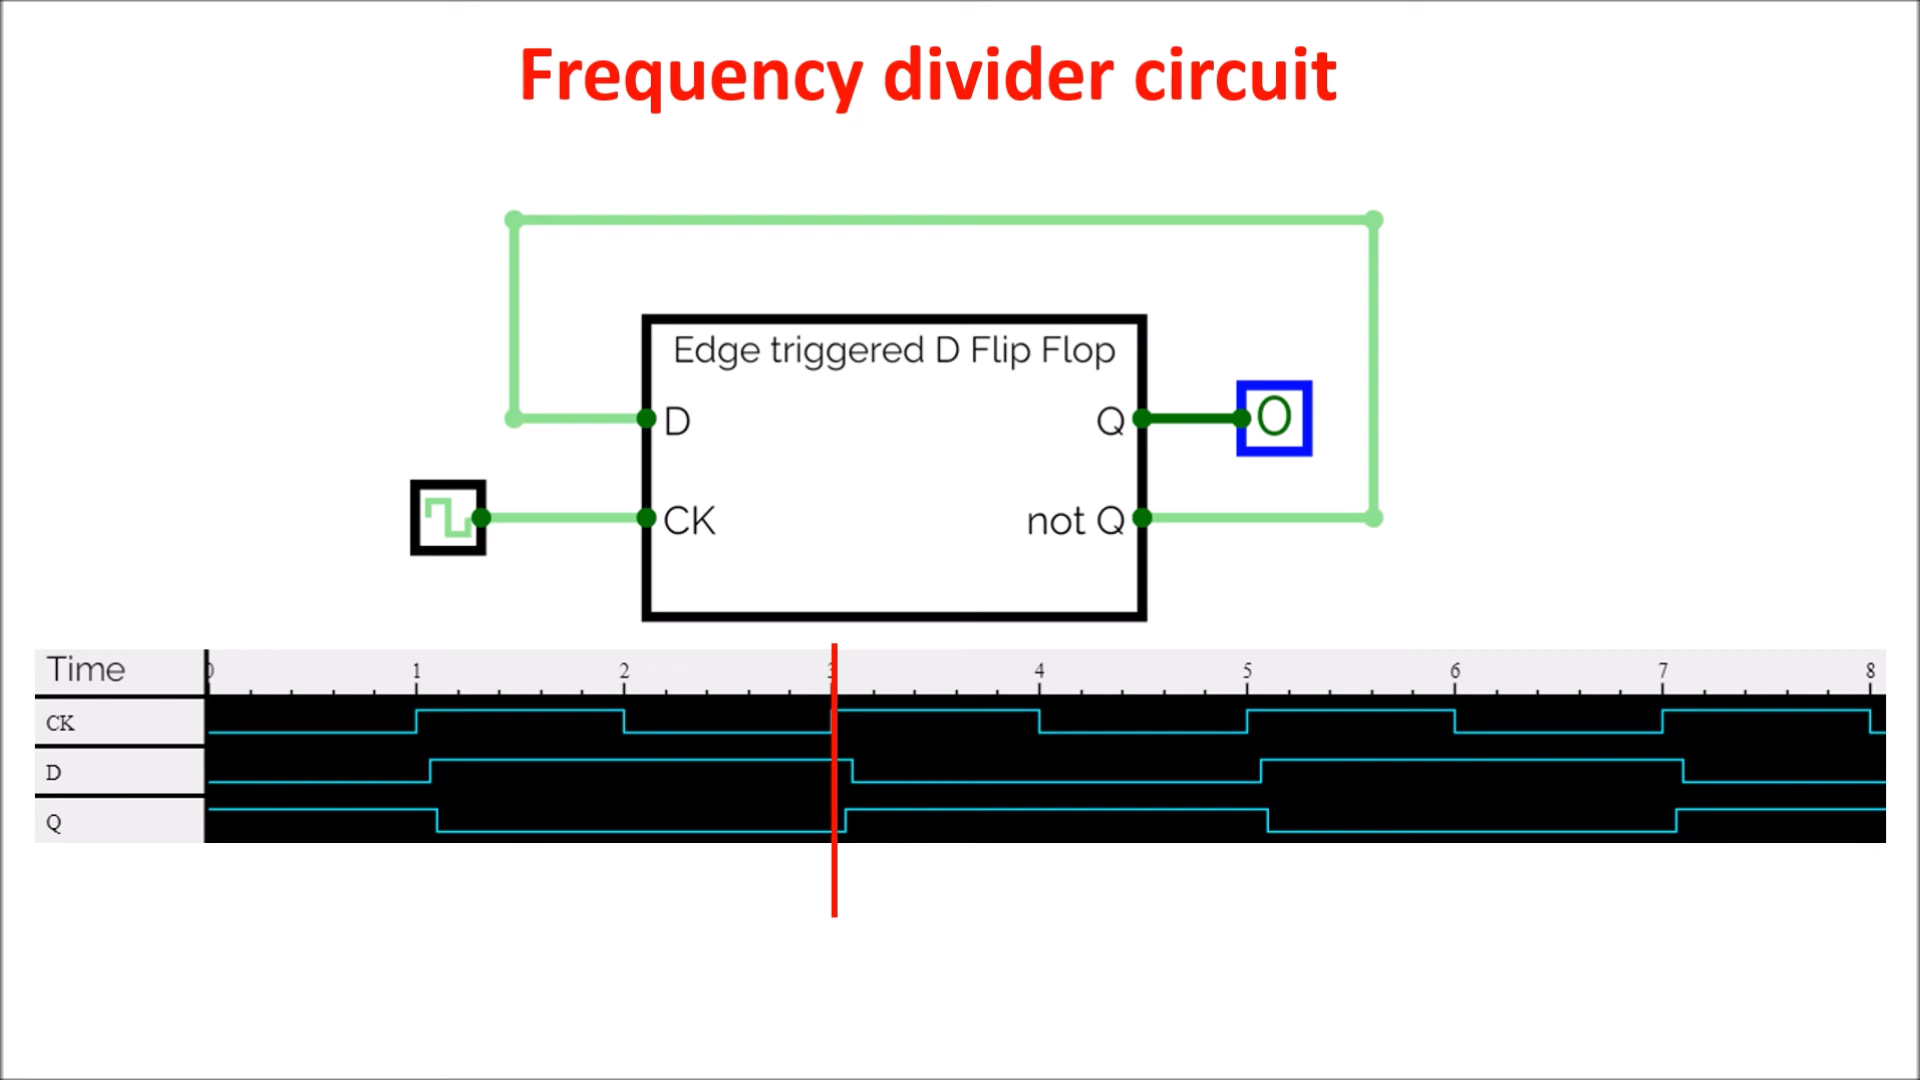 Frequency divider circuit
Edge triggered D Flip Flop
D Q O
CK not Q
Time 0 1 2 3 4 5 6 7 8
CK
D
Q